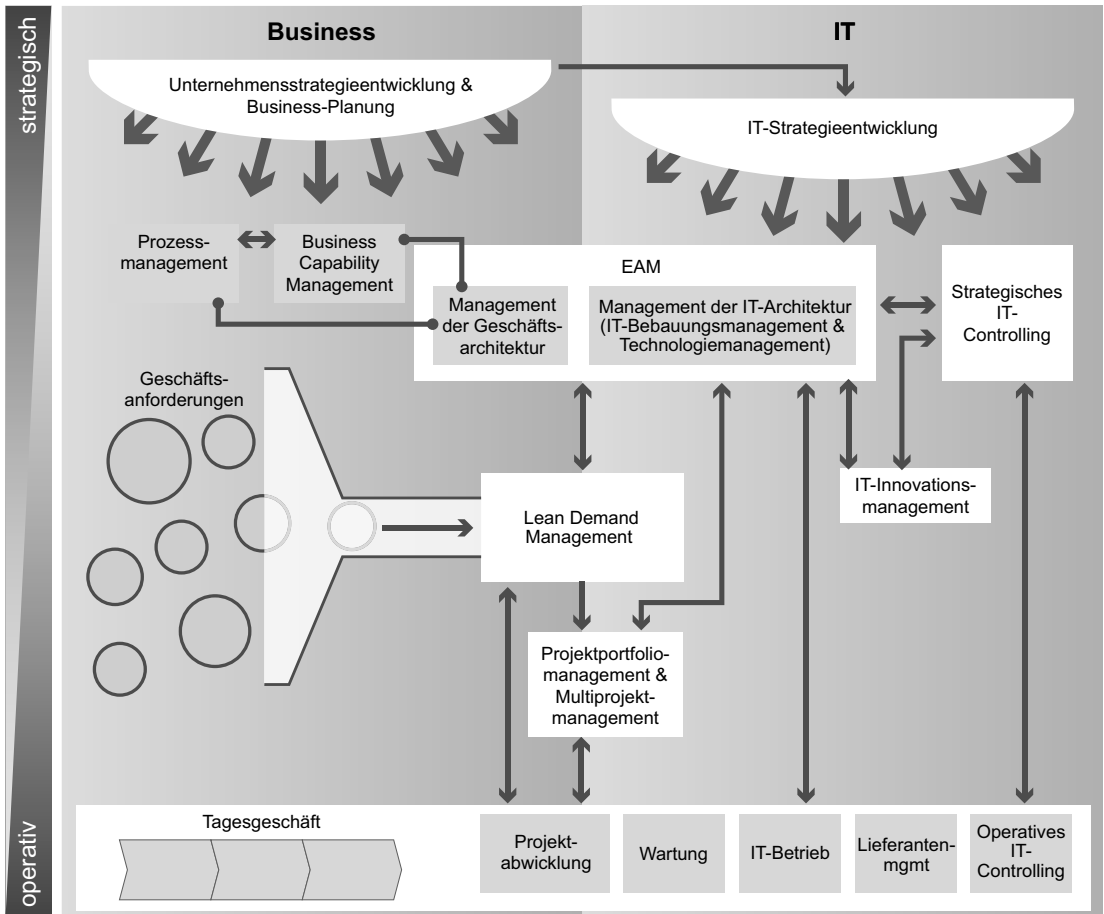 strategisch
operativ
Business
IT
Unternehmensstrategieentwicklung &
Business-Planung
IT-Strategieentwicklung
Prozess-
management
Business
Capability
Management
EAM
Management
der Geschäfts-
architektur
Management der IT-Architektur
(IT-Bebauungsmanagement &
Technologiemanagement)
Strategisches
IT-
Controlling
Geschäfts-
anforderungen
Lean Demand
Management
IT-Innovations-
management
Projektportfolio-
management &
Multiprojekt-
management
Tagesgeschäft
Projekt-
abwicklung
Wartung
IT-Betrieb
Lieferanten-
mgmt
Operatives
IT-
Controlling